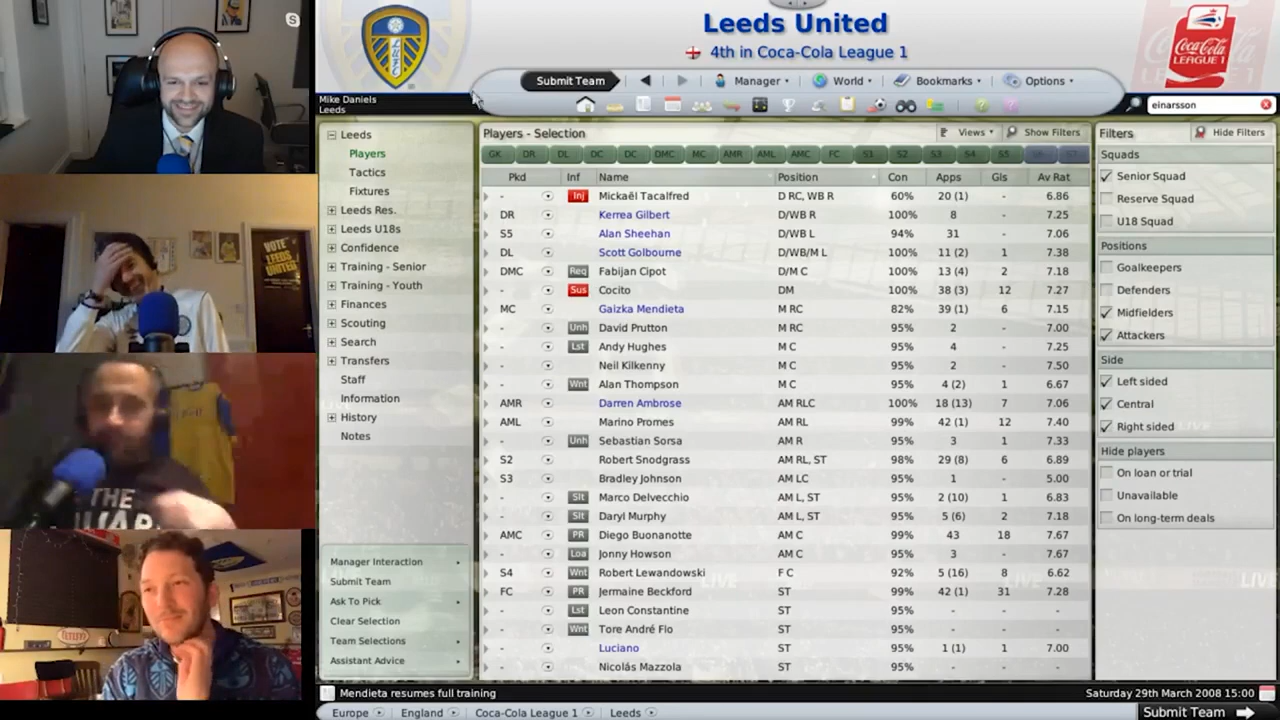 Leeds United
4th in Coca-Cola League 1
Coca-Cola
LEAGUE 1
Submit Team
Manager
World
Bookmarks
Options
Mike Daniels
Leeds
einarsson
VOTE
LEEDS
UNITED
THE
Leeds
Players
Tactics
Fixtures
Leeds Res.
Leeds U18s
Confidence
Training - Senior
Training - Youth
Finances
Scouting
Search
Transfers
Staff
Information
History
Notes
Manager Interaction
Submit Team
Ask To Pick
Clear Selection
Team Selections
Assistant Advice
Players - Selection
Views
Show Filters
GK DR DL DC DC DMC MC AMR AML AMC FC S1 S2 S3 S4 S5 S6 S7
Pkd Inf Name Position Con Apps Gls Av Rat
- Inj Mickaël Tacalfred D RC, WB R 60% 20 (1) - 6.86
DR Kerrea Gilbert D/WB R 100% 8 - 7.25
S5 Alan Sheehan D/WB L 94% 31 - 7.06
DL Scott Golbourne D/WB/M L 100% 11 (2) 1 7.38
DMC Req Fabijan Cipot D/M C 100% 13 (4) 2 7.18
- Sus Cocito DM 100% 38 (3) 12 7.27
MC Gaizka Mendieta M RC 82% 39 (1) 6 7.15
- Unh David Prutton M RC 95% 2 - 7.00
- Lst Andy Hughes M C 95% 4 - 7.25
- Neil Kilkenny M C 95% 2 - 7.50
- Wnt Alan Thompson M C 95% 4 (2) 1 6.67
AMR Darren Ambrose AM RLC 100% 18 (13) 7 7.06
AML Marino Promes AM RL 99% 42 (1) 12 7.40
- Unh Sebastian Sorsa AM R 95% 3 1 7.33
S2 Robert Snodgrass AM RL, ST 98% 29 (8) 6 6.89
S3 Bradley Johnson AM LC 95% 1 - 5.00
- Slt Marco Delvecchio AM L, ST 95% 2 (10) 1 6.83
- Slt Daryl Murphy AM L, ST 95% 5 (6) 2 7.18
AMC PR Diego Buonanotte AM C 99% 43 18 7.67
- Loa Jonny Howson AM C 95% 3 - 7.67
S4 Wnt Robert Lewandowski F C 92% 5 (16) 8 6.62
FC PR Jermaine Beckford ST 99% 42 (1) 31 7.28
- Lst Leon Constantine ST 95% - - -
- Wnt Tore André Flo ST 95% - - -
- Luciano ST 95% 1 (1) 1 7.00
- Nicolás Mazzola ST 95% - - -
Filters
Hide Filters
Squads
Senior Squad
Reserve Squad
U18 Squad
Positions
Goalkeepers
Defenders
Midfielders
Attackers
Side
Left sided
Central
Right sided
Hide players
On loan or trial
Unavailable
On long-term deals
Mendieta resumes full training
Saturday 29th March 2008 15:00
Europe
England
Coca-Cola League 1
Leeds
Submit Team